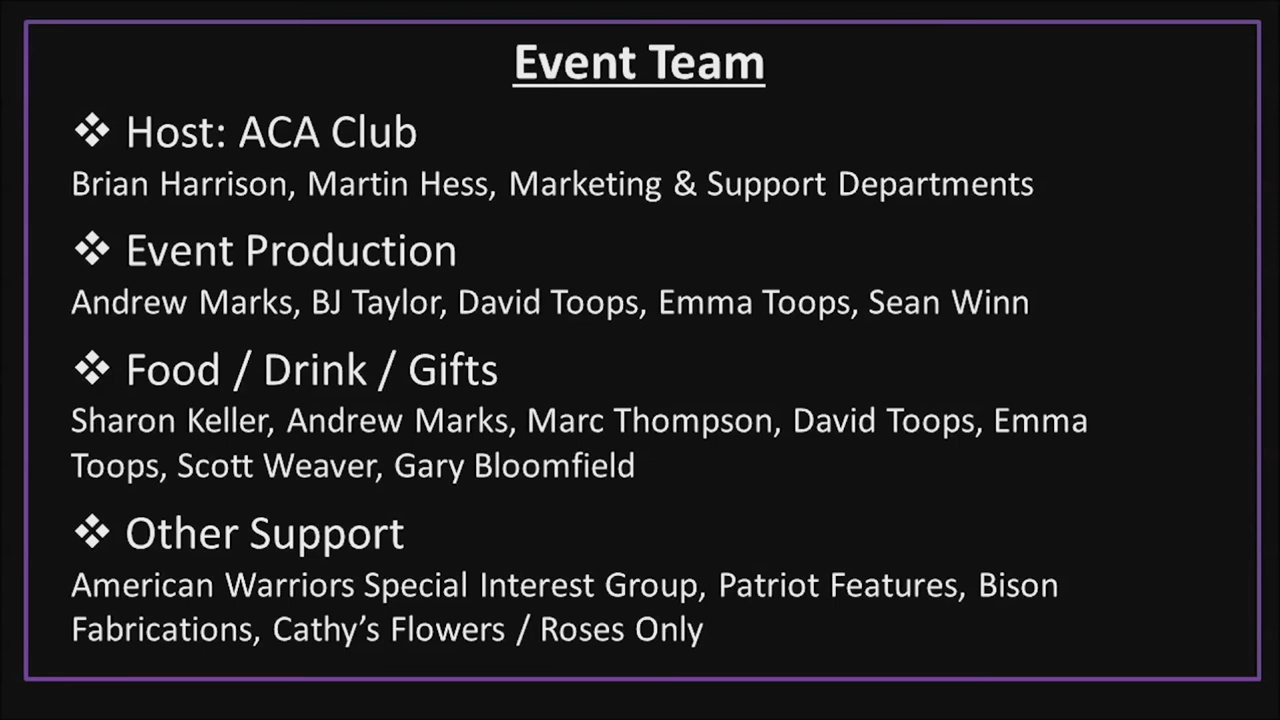 Event Team
❖ Host: ACA Club
Brian Harrison, Martin Hess, Marketing & Support Departments
❖ Event Production
Andrew Marks, BJ Taylor, David Toops, Emma Toops, Sean Winn
❖ Food / Drink / Gifts
Sharon Keller, Andrew Marks, Marc Thompson, David Toops, Emma
Toops, Scott Weaver, Gary Bloomfield
❖ Other Support
American Warriors Special Interest Group, Patriot Features, Bison
Fabrications, Cathy’s Flowers / Roses Only